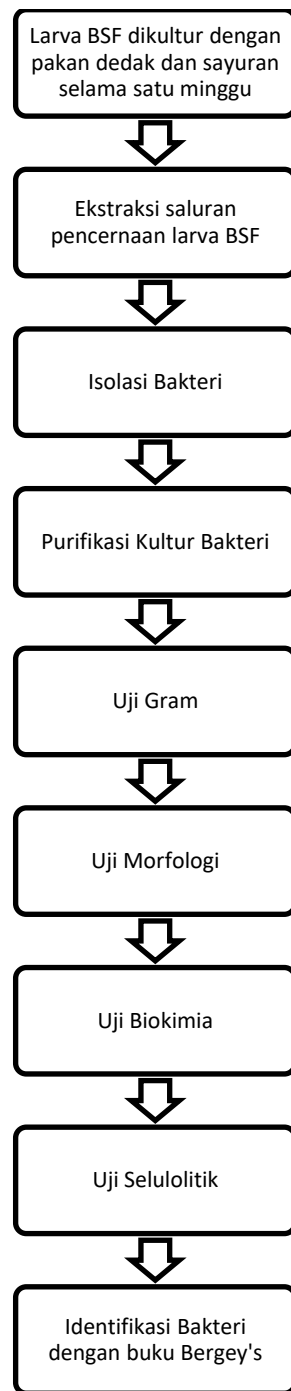 Larva BSF dikultur dengan
pakan dedak dan sayuran
selama satu minggu
Ekstraksi saluran
pencernaan larva BSF
Isolasi Bakteri
Purifikasi Kultur Bakteri
Uji Gram
Uji Morfologi
Uji Biokimia
Uji Selulolitik
Identifikasi Bakteri
dengan buku Bergey's